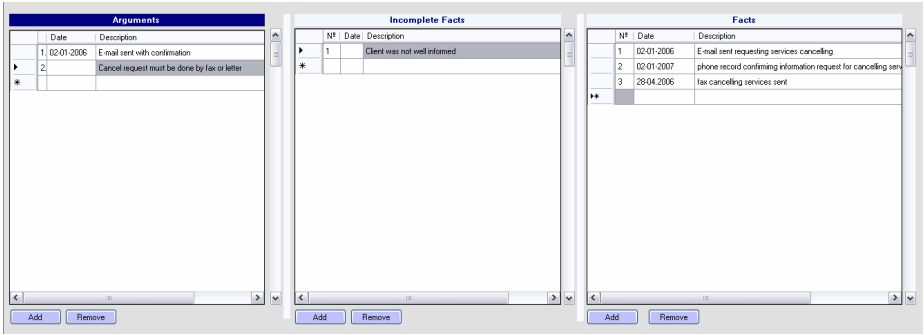 Arguments
Date Description
1. 02-01-2006 E-mail sent with confirmation
2. Cancel request must be done by fax or letter
Add Remove
Incomplete Facts
Nº Date Description
1 Client was not well informed
Add Remove
Facts
Nº Date Description
1 02-01-2006 E-mail sent requesting services cancelling
2 02-01-2007 phone record confirmimg information request for cancelling serv
3 28-04.2006 fax cancelling services sent
Add Remove